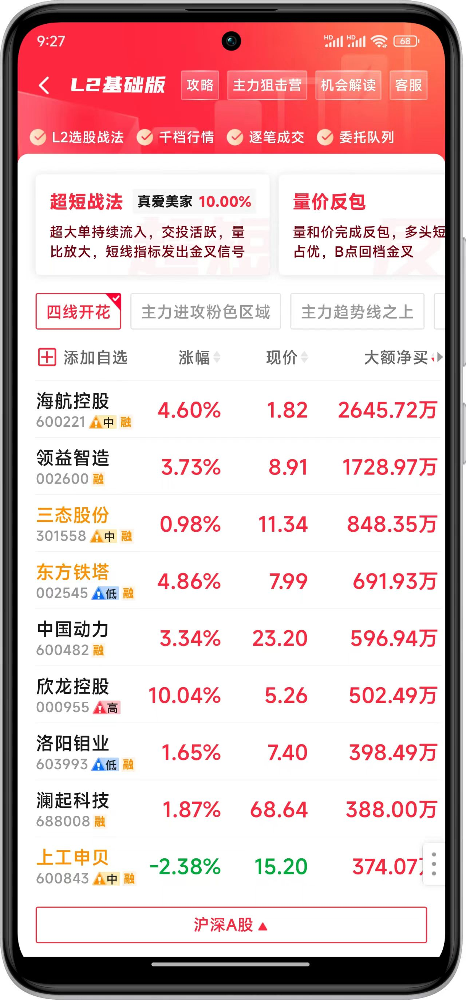 9:27
HD HD 68
L2基础版 攻略 主力狙击营 机会解读 客服
L2选股战法 千档行情 逐笔成交 委托队列
超短战法 真爱美家 10.00%
超大单持续流入，交投活跃，量
比放大，短线指标发出金叉信号
量价反包
量和价完成反包，多头短
占优，B点回档金叉
四线开花 主力进攻粉色区域 主力趋势线之上
添加自选 涨幅 现价 大额净买
海航控股 4.60% 1.82 2645.72万
600221 中 融
领益智造 3.73% 8.91 1728.97万
002600 融
三态股份 0.98% 11.34 848.35万
301558 中 融
东方铁塔 4.86% 7.99 691.93万
002545 低 融
中国动力 3.34% 23.20 596.94万
600482 融
欣龙控股 10.04% 5.26 502.49万
000955 高
洛阳钼业 1.65% 7.40 398.49万
603993 低 融
澜起科技 1.87% 68.64 388.00万
688008 融
上工申贝 -2.38% 15.20 374.07
600843 中 融
沪深A股